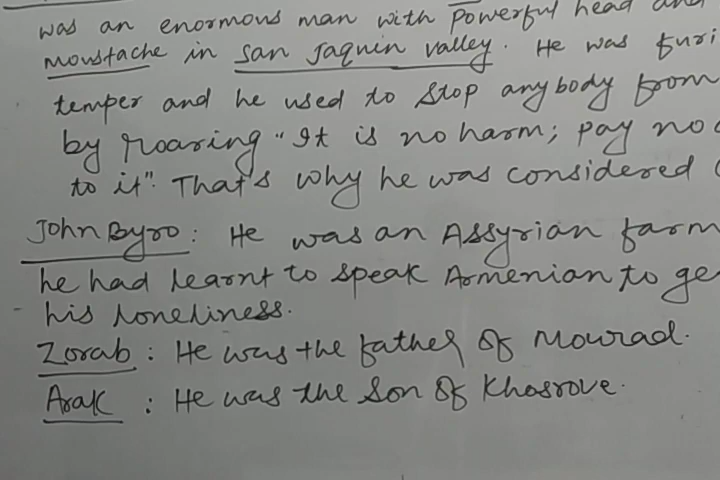 was an enormous man with powerful head and
moustache in San Jaquin valley. He was furi
temper and he used to stop anybody from
by roaring "It is no harm; pay no
to it". That's why he was considered
John Byro : He was an Assyrian farm
he had learnt to speak Armenian to ge
his loneliness.
Zorab : He was the father of Mourad.
Arak : He was the son of Khosrove.